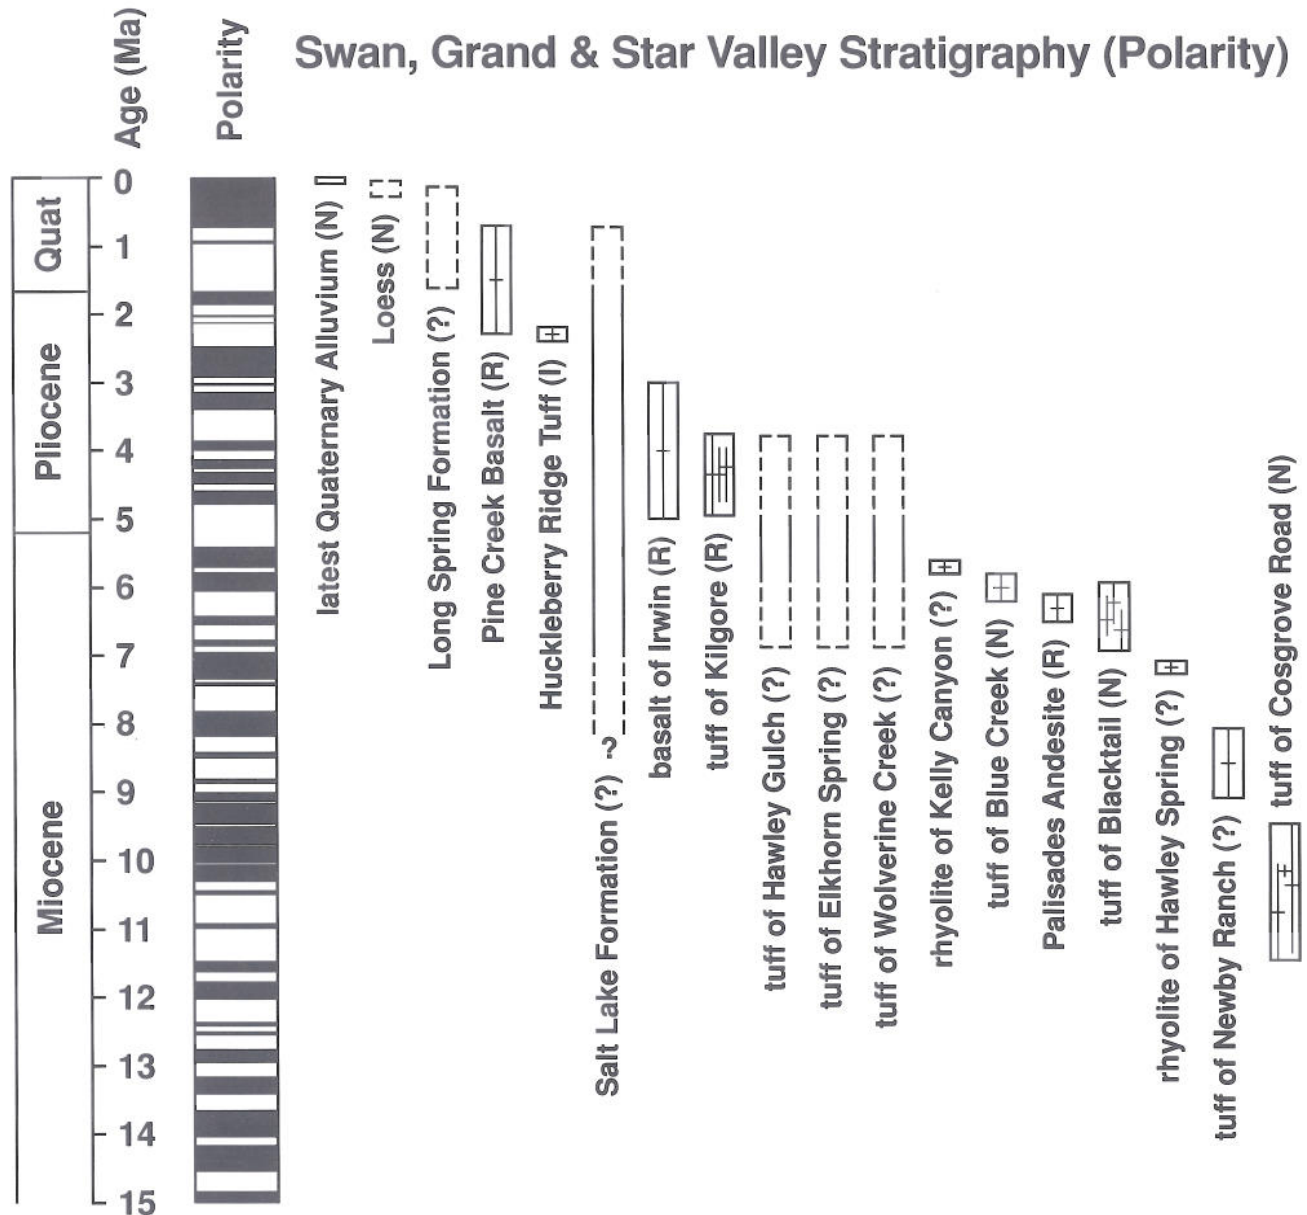 Swan, Grand & Star Valley Stratigraphy (Polarity)
Age (Ma)
Polarity
Quat
Pliocene
Miocene
0
1
2
3
4
5
6
7
8
9
10
11
12
13
14
15
latest Quaternary Alluvium (N)
Loess (N)
Long Spring Formation (?)
Pine Creek Basalt (R)
Huckleberry Ridge Tuff (I)
Salt Lake Formation (?) -?
basalt of Irwin (R)
tuff of Kilgore (R)
tuff of Hawley Gulch (?)
tuff of Elkhorn Spring (?)
tuff of Wolverine Creek (?)
rhyolite of Kelly Canyon (?)
tuff of Blue Creek (N)
Palisades Andesite (R)
tuff of Blacktail (N)
rhyolite of Hawley Spring (?)
tuff of Newby Ranch (?)
tuff of Cosgrove Road (N)